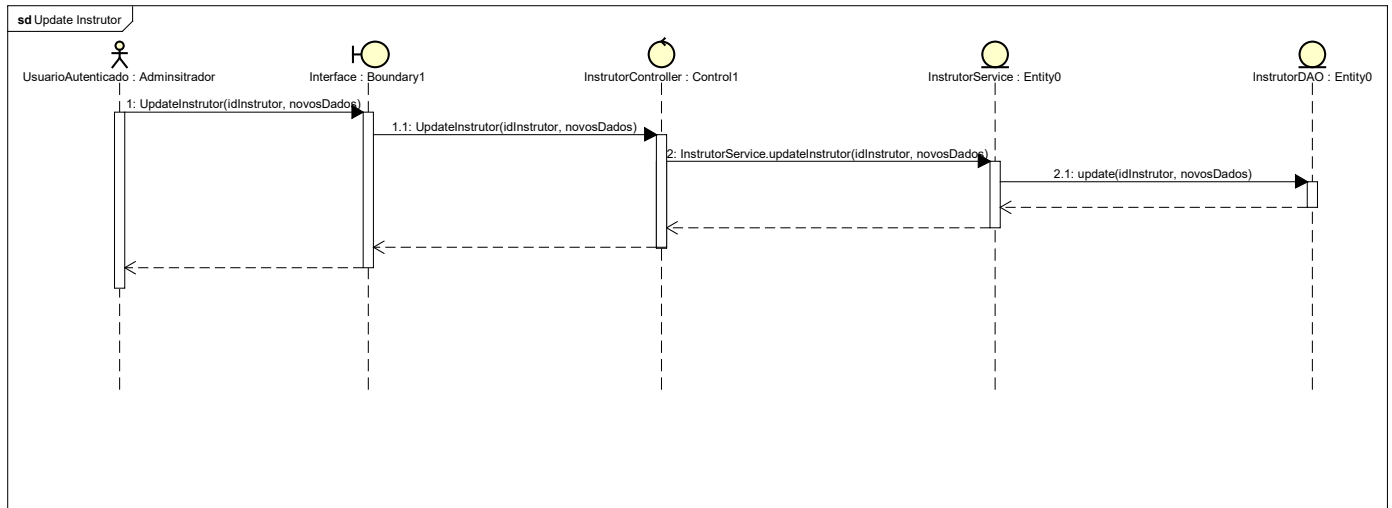 sd Update Instrutor
UsuarioAutenticado : Adminsitrador
Interface : Boundary1
InstrutorController : Control1
InstrutorService : Entity0
InstrutorDAO : Entity0
1: UpdateInstrutor(idInstrutor, novosDados)
1.1: UpdateInstrutor(idInstrutor, novosDados)
2: InstrutorService.updateInstrutor(idInstrutor, novosDados)
2.1: update(idInstrutor, novosDados)